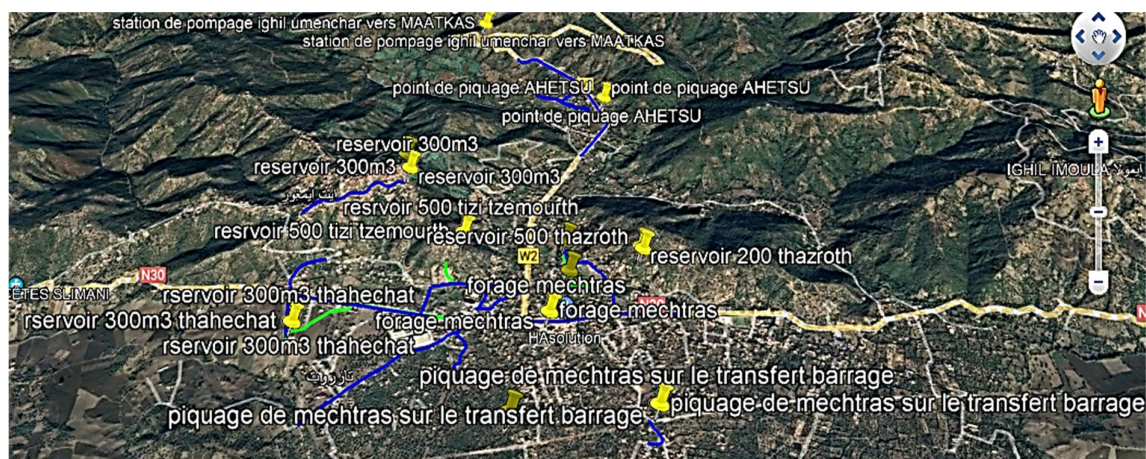 station de pompage ighil umenchar vers MAATKAS
station de pompage ighil umenchar vers MAATKAS
point de piquage AHETSU
point de piquage AHETSU
point de piquage AHETSU
reservoir 300m3
reservoir 300m3
reservoir 300m3
IGHIL IMOULA
resrvoir 500 tizi tzemourth
resrvoir 500 tizi tzemourth
reservoir 500 thazroth
reservoir 200 thazroth
W2
N30
ETES SLIMANI
rservoir 300m3 thahechat
forage mechtras
rservoir 300m3 thahechat
forage mechtras
forage mechtras
N30
rservoir 300m3 thahechat
HAsolution
piquage de mechtras sur le transfert barrage
piquage de mechtras sur le transfert barrage
piquage de mechtras sur le transfert barrage